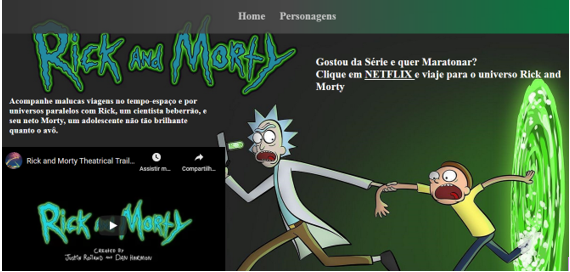 Home Personagens
Rick and Morty
Gostou da Série e quer Maratonar?
Clique em NETFLIX e viaje para o universo Rick and
Morty
Acompanhe malucas viagens no tempo-espaço e por
universos paralelos com Rick, um cientista beberrão, e
seu neto Morty, um adolescente não tão brilhante
quanto o avô.
Rick and Morty Theatrical Trail...
Assistir m... Compartilh...
Rick and Morty
Created by
Justin Roiland and Dan Harmon